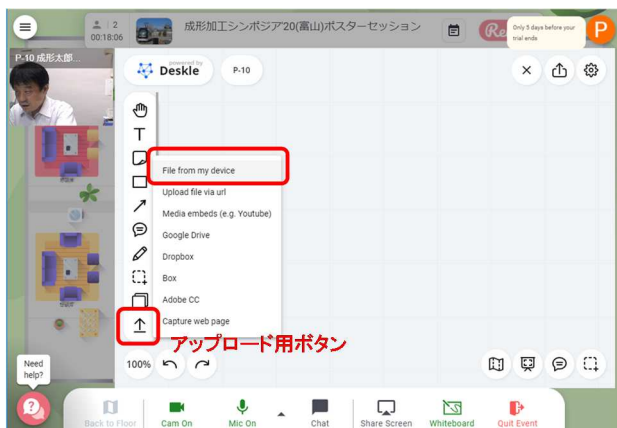 2
00:18:06
成形加工シンポジア'20(富山)ポスターセッション
Only 5 days before your
trial ends
P
P-10 成形太郎...
powered by
Deskle
P-10
T
File from my device
Upload file via url
Media embeds (e.g. Youtube)
Google Drive
Dropbox
Box
Adobe CC
Capture web page
アップロード用ボタン
100%
Need
help?
Back to Floor
Cam On
Mic On
Chat
Share Screen
Whiteboard
Quit Event